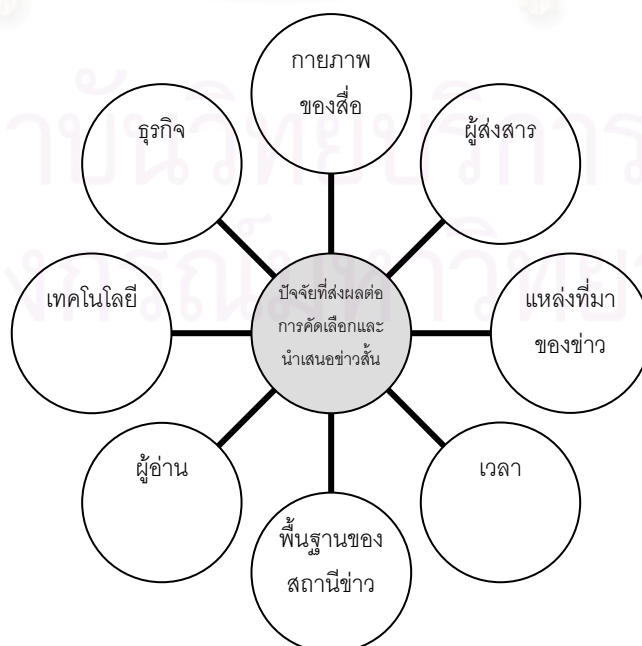 กายภาพ
ของสื่อ
ธุรกิจ
ผู้ส่งสาร
เทคโนโลยี
ปัจจัยที่ส่งผลต่อ
การคัดเลือกและ
นำเสนอข่าวสั้น
แหล่งที่มา
ของข่าว
ผู้อ่าน
เวลา
พื้นฐานของ
สถานีข่าว